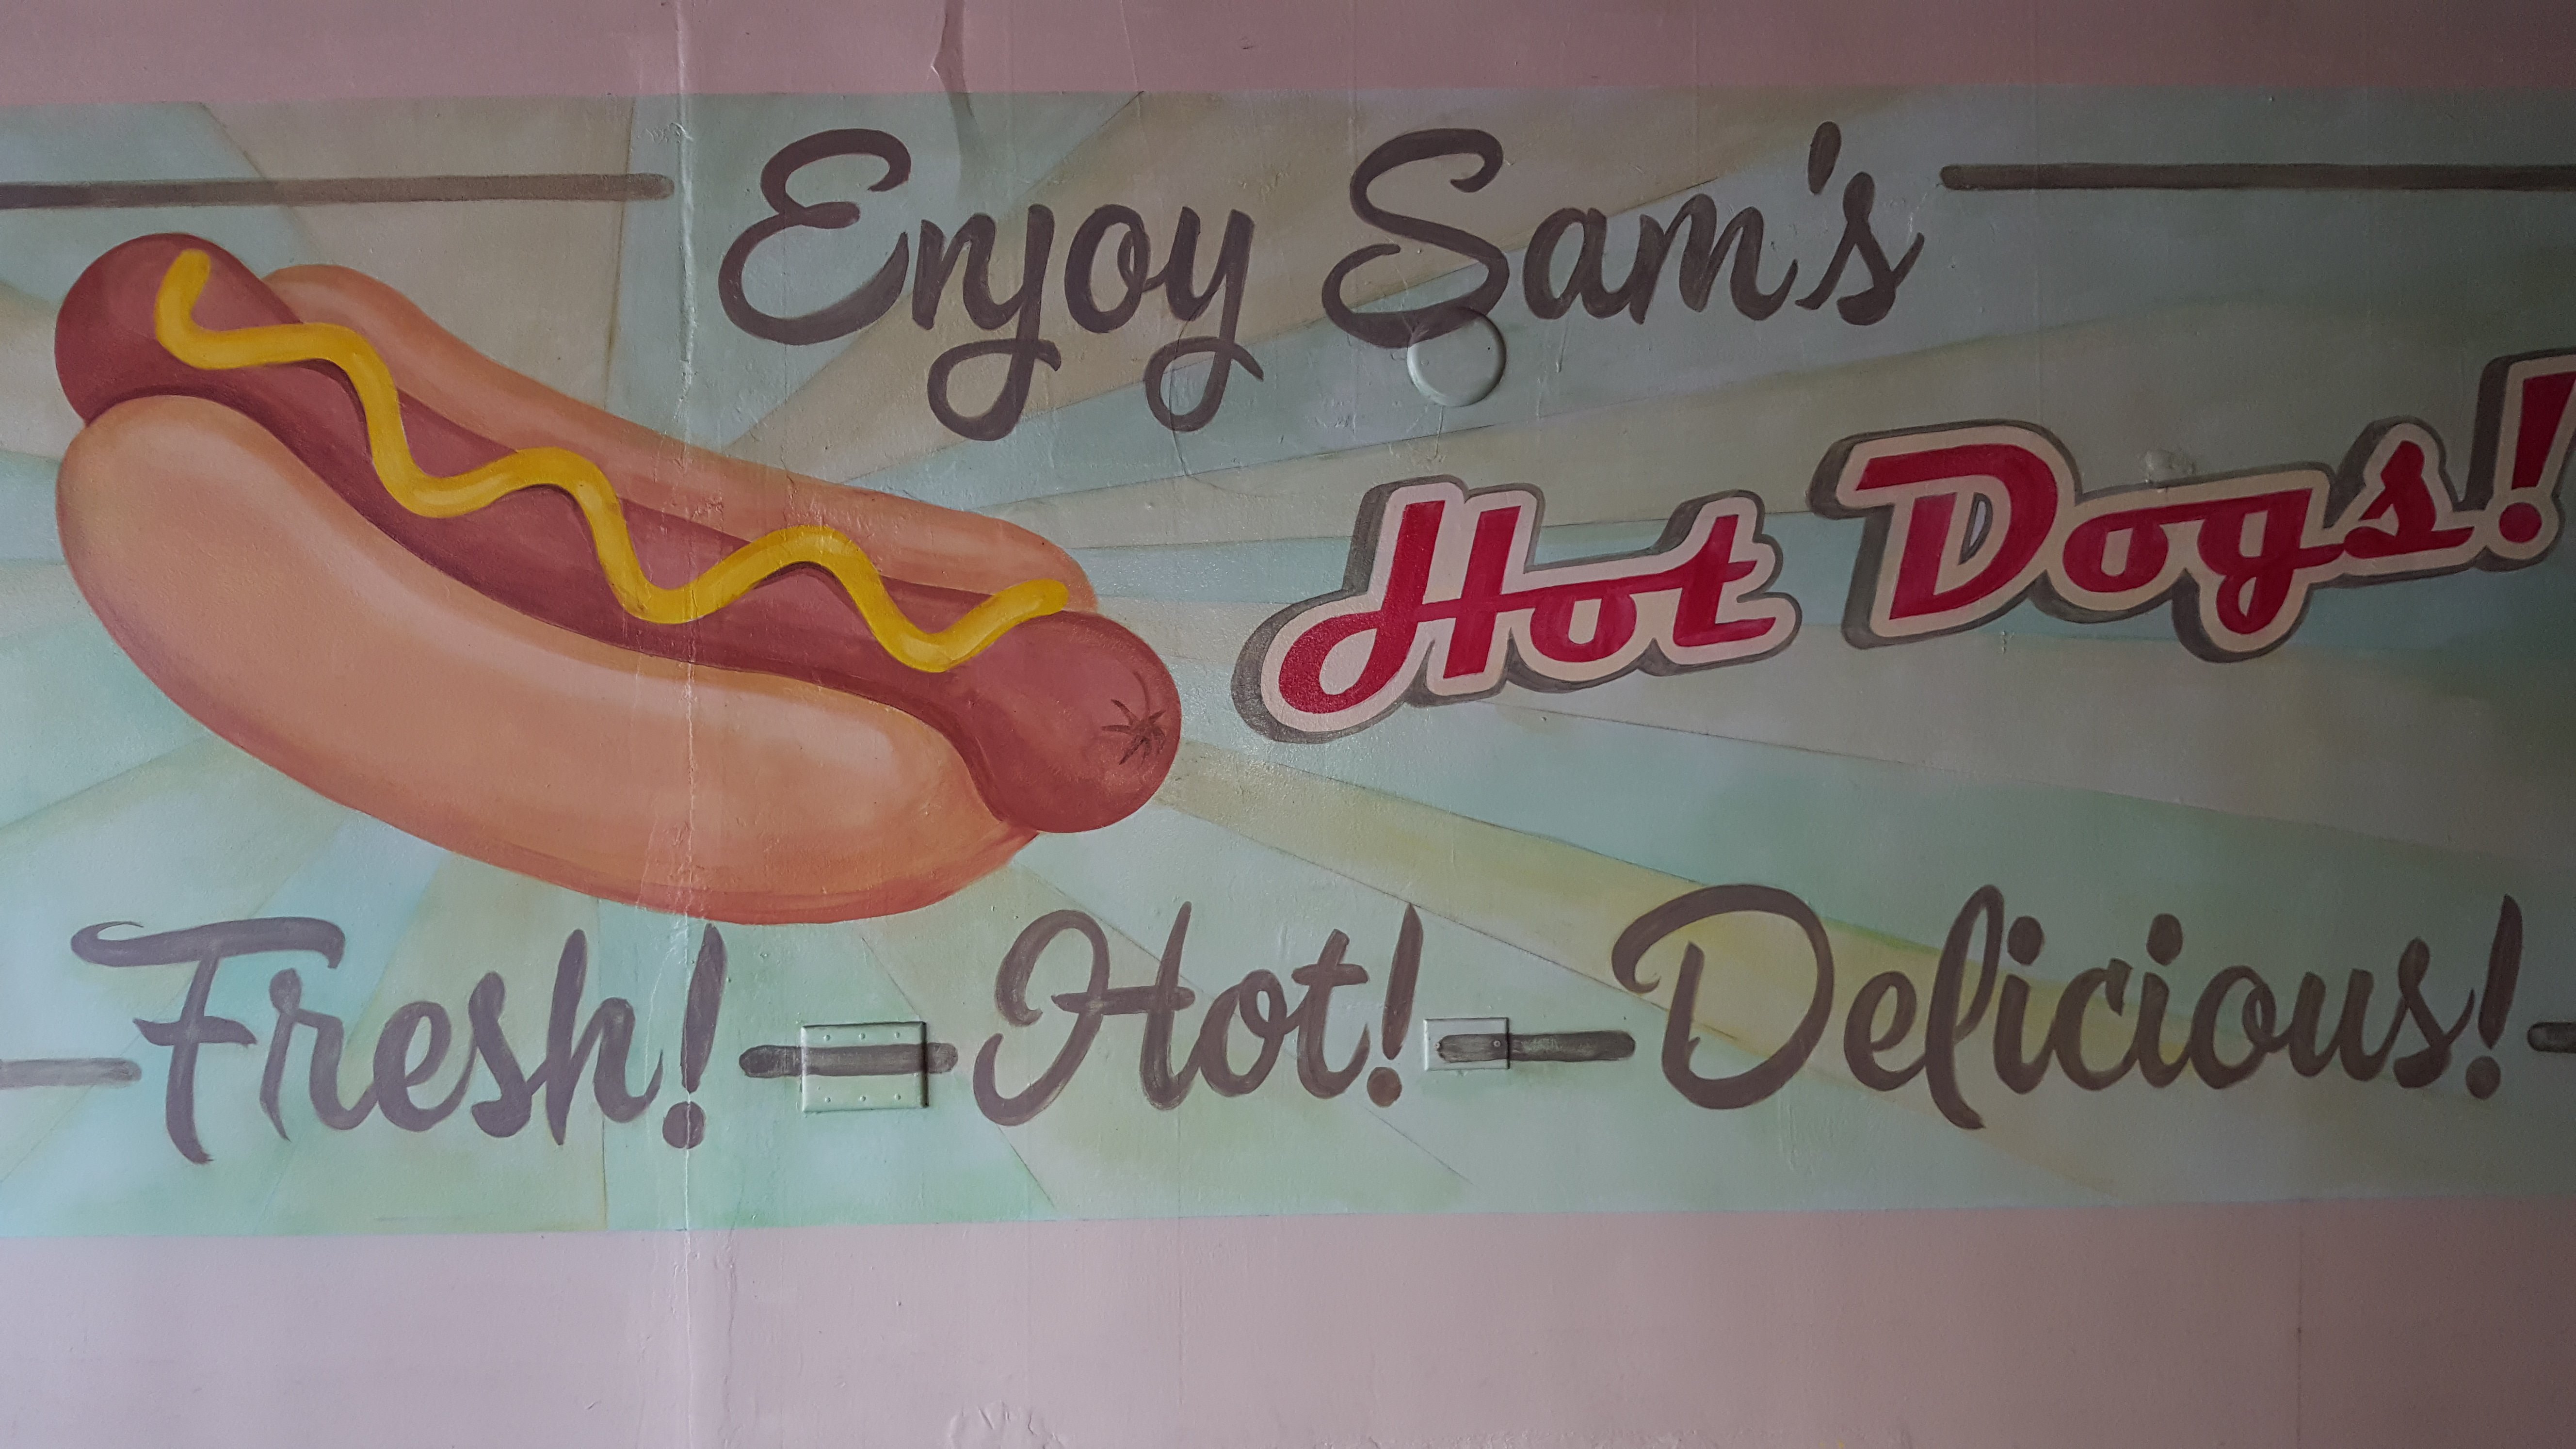 Enjoy Sam's
Hot Dogs!
Fresh! - Hot! - Delicious!